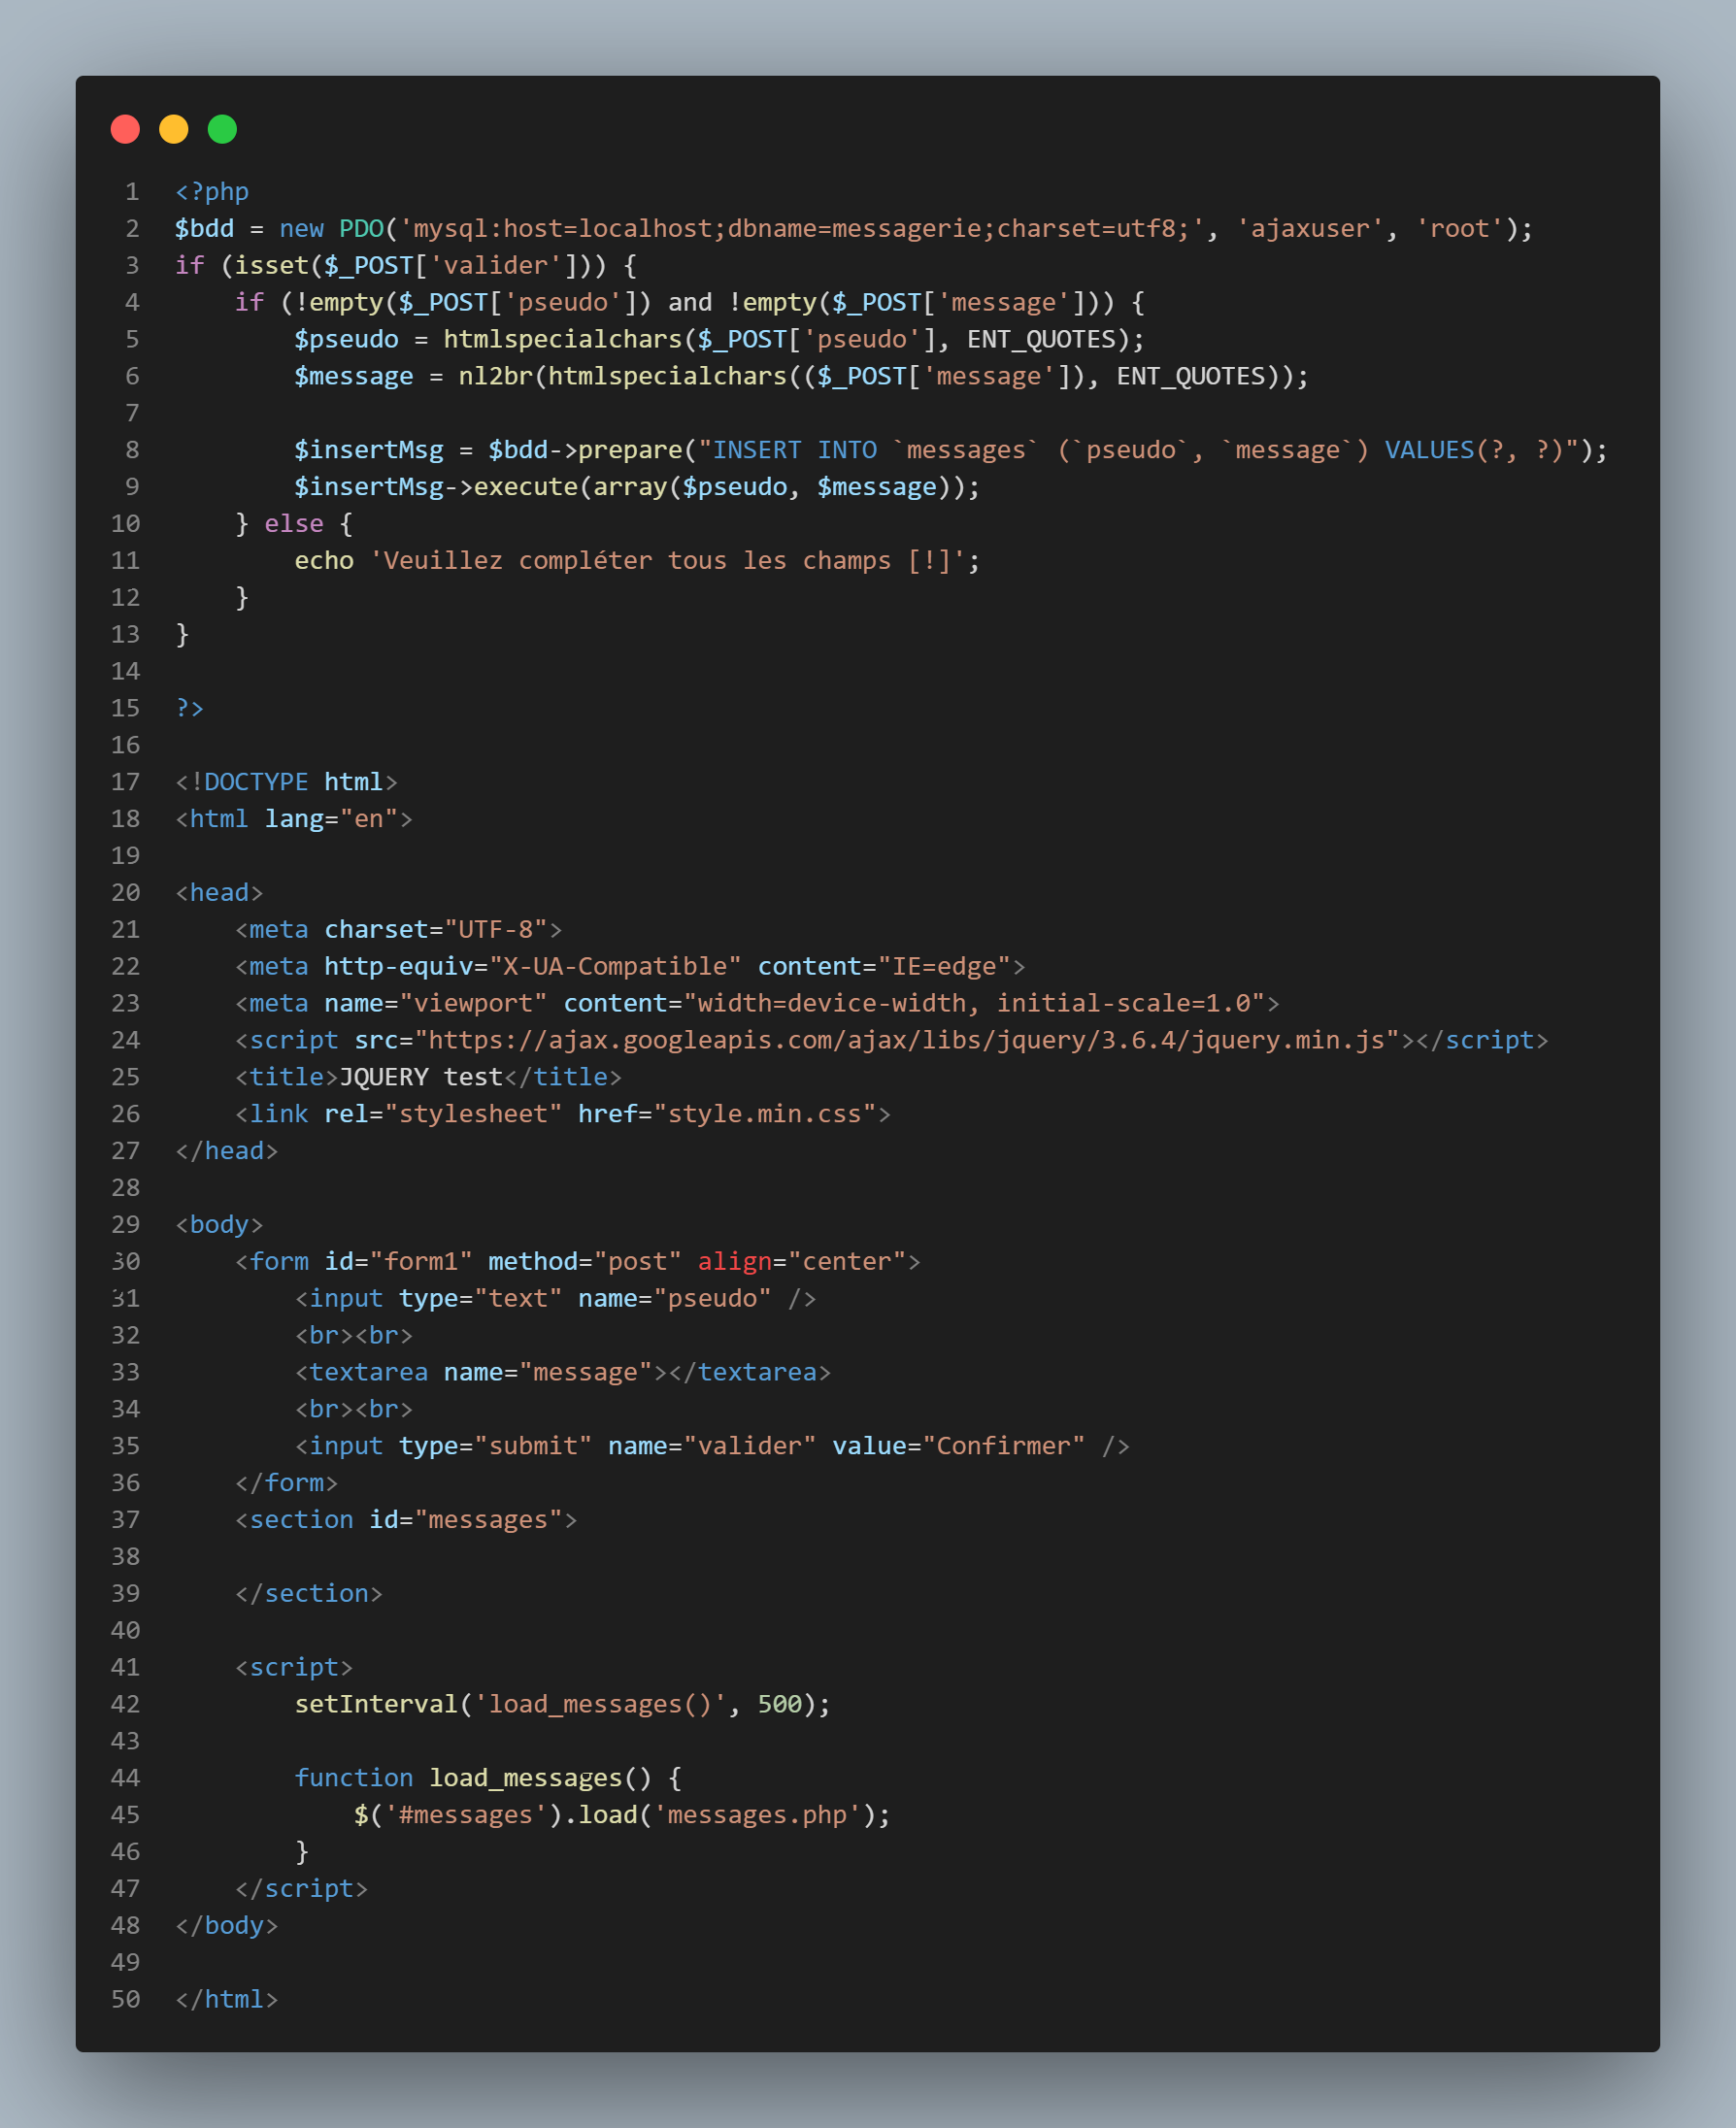 1 <?php
2 $bdd = new PDO('mysql:host=localhost;dbname=messagerie;charset=utf8;', 'ajaxuser', 'root');
3 if (isset($_POST['valider'])) {
4     if (!empty($_POST['pseudo']) and !empty($_POST['message'])) {
5         $pseudo = htmlspecialchars($_POST['pseudo'], ENT_QUOTES);
6         $message = nl2br(htmlspecialchars(($_POST['message']), ENT_QUOTES));
7
8         $insertMsg = $bdd->prepare("INSERT INTO `messages` (`pseudo`, `message`) VALUES(?, ?)");
9         $insertMsg->execute(array($pseudo, $message));
10     } else {
11         echo 'Veuillez compléter tous les champs [!]';
12     }
13 }
14
15 ?>
16
17 <!DOCTYPE html>
18 <html lang="en">
19
20 <head>
21     <meta charset="UTF-8">
22     <meta http-equiv="X-UA-Compatible" content="IE=edge">
23     <meta name="viewport" content="width=device-width, initial-scale=1.0">
24     <script src="https://ajax.googleapis.com/ajax/libs/jquery/3.6.4/jquery.min.js"></script>
25     <title>JQUERY test</title>
26     <link rel="stylesheet" href="style.min.css">
27 </head>
28
29 <body>
30     <form id="form1" method="post" align="center">
31         <input type="text" name="pseudo" />
32         <br><br>
33         <textarea name="message"></textarea>
34         <br><br>
35         <input type="submit" name="valider" value="Confirmer" />
36     </form>
37     <section id="messages">
38
39     </section>
40
41     <script>
42         setInterval('load_messages()', 500);
43
44         function load_messages() {
45             $('#messages').load('messages.php');
46         }
47     </script>
48 </body>
49
50 </html>